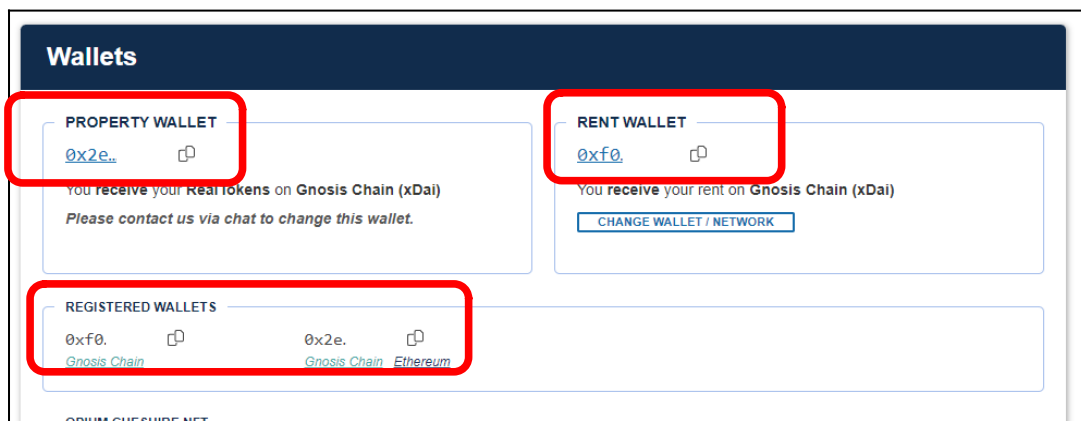 Wallets
PROPERTY WALLET
0x2e..
You receive your RealTokens on Gnosis Chain (xDai)
Please contact us via chat to change this wallet.
RENT WALLET
0xf0.
You receive your rent on Gnosis Chain (xDai)
CHANGE WALLET / NETWORK
REGISTERED WALLETS
0xf0.
Gnosis Chain
0x2e.
Gnosis Chain Ethereum